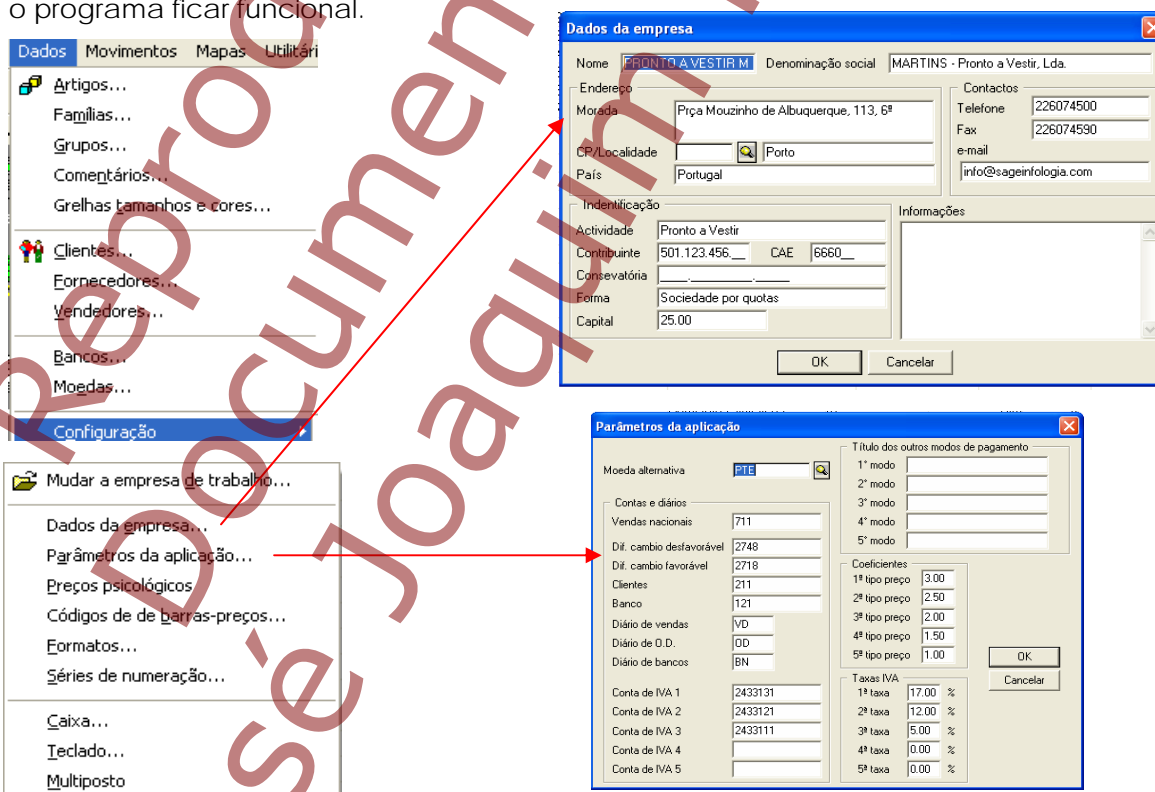 o programa ficar funcional.
Dados Movimentos Mapas Utilitári
Artigos...
Famílias...
Grupos...
Comentários...
Grelhas tamanhos e cores...
Clientes...
Fornecedores...
Vendedores...
Bancos...
Moedas...
Configuração
Mudar a empresa de trabalho...
Dados da empresa...
Parâmetros da aplicação...
Preços psicológicos
Códigos de de barras-preços...
Formatos...
Séries de numeração...
Caixa...
Teclado...
Multiposto
Dados da empresa
Nome PRONTO A VESTIR M Denominação social MARTINS - Pronto a Vestir, Lda.
Endereço
Morada Prça Mouzinho de Albuquerque, 113, 6ª
CP/Localidade Porto
País Portugal
Contactos
Telefone 226074500
Fax 226074590
e-mail
info@sageinfologia.com
Indentificação
Actividade Pronto a Vestir
Contribuinte 501.123.456.__ CAE 6660__
Consevatória
Forma Sociedade por quotas
Capital 25.00
Informações
OK Cancelar
Parâmetros da aplicação
Moeda alternativa PTE
Contas e diários
Vendas nacionais 711
Dif. cambio desfavorável 2748
Dif. cambio favorável 2718
Clientes 211
Banco 121
Diário de vendas VD
Diário de O.D. OD
Diário de bancos BN
Conta de IVA 1 2433131
Conta de IVA 2 2433121
Conta de IVA 3 2433111
Conta de IVA 4
Conta de IVA 5
Título dos outros modos de pagamento
1º modo
2º modo
3º modo
4º modo
5º modo
Coeficientes
1ª tipo preço 3.00
2ª tipo preço 2.50
3ª tipo preço 2.00
4ª tipo preço 1.50
5ª tipo preço 1.00
Taxas IVA
1ª taxa 17.00 %
2ª taxa 12.00 %
3ª taxa 5.00 %
4ª taxa 0.00 %
5ª taxa 0.00 %
OK
Cancelar
Reprod
Documen
José Joaquim